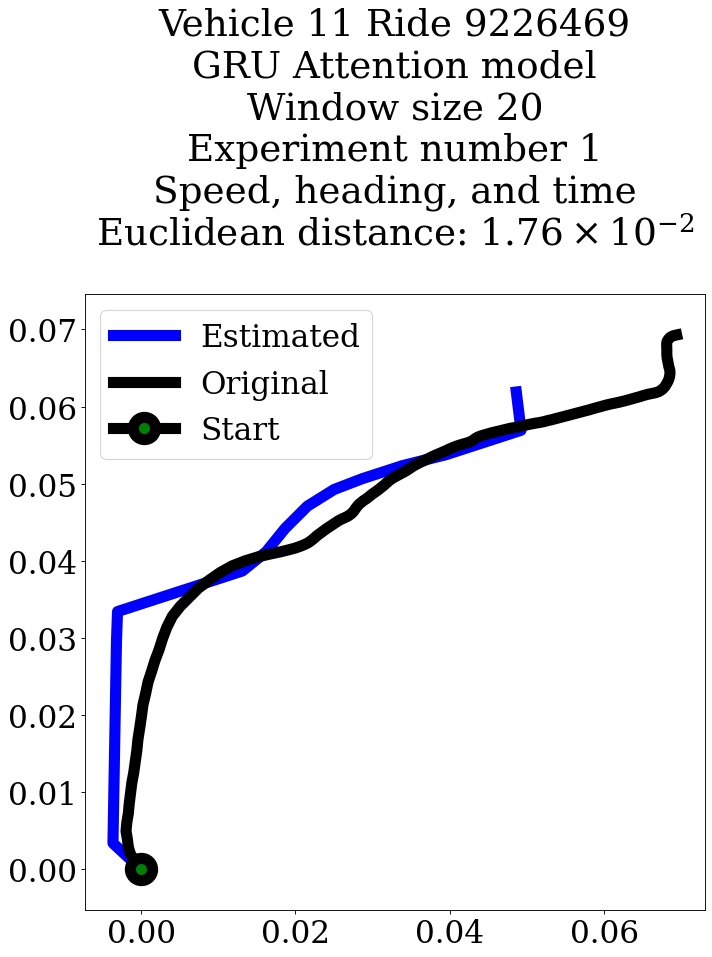 Vehicle 11 Ride 9226469
GRU Attention model
Window size 20
Experiment number 1
Speed, heading, and time
Euclidean distance: 1.76 × 10⁻²
Estimated
Original
Start
0.07
0.06
0.05
0.04
0.03
0.02
0.01
0.00
0.00 0.02 0.04 0.06